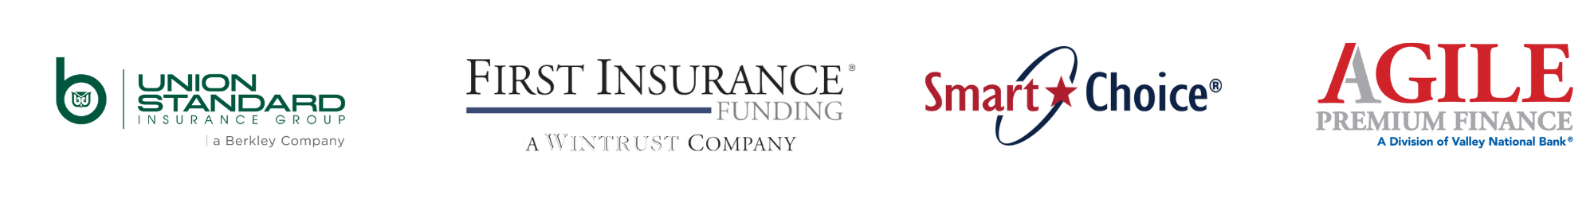 b
UNION
STANDARD
INSURANCE GROUP
| a Berkley Company
FIRST INSURANCE®
FUNDING
A WINTRUST COMPANY
Smart Choice®
AGILE
PREMIUM FINANCE
A Division of Valley National Bank®